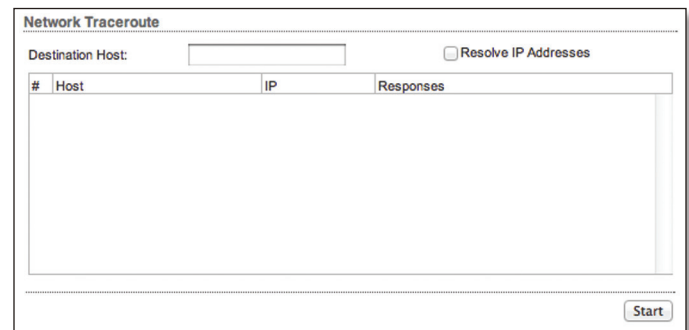 Network Traceroute
Destination Host: Resolve IP Addresses
# Host IP Responses
Start